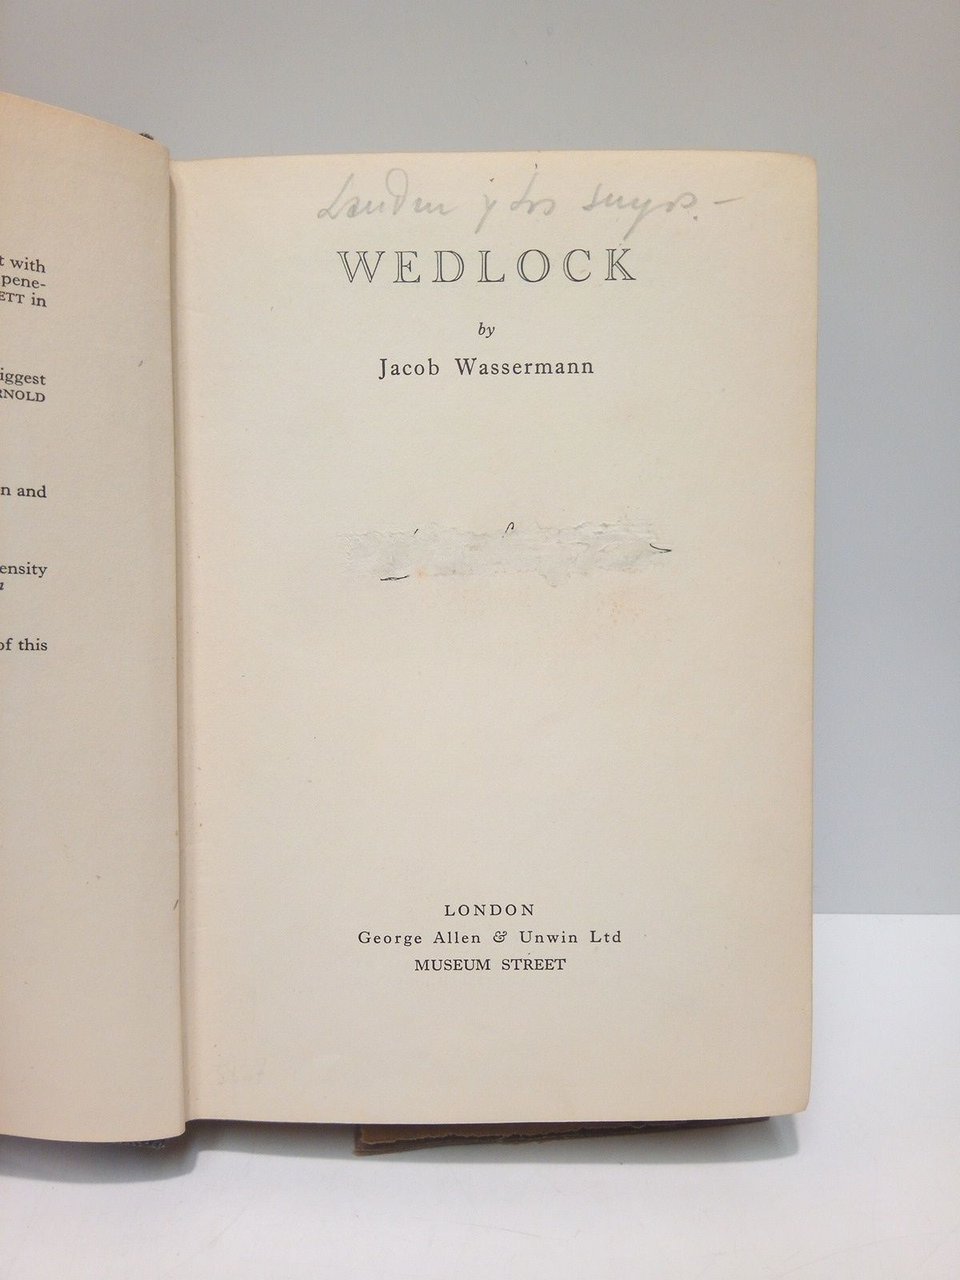 t with
pene-
ETT in
iggest
RNOLD
n and
ensity
a
of this
Laudin y los suyos. –
WEDLOCK
by
Jacob Wassermann
LONDON
George Allen & Unwin Ltd
MUSEUM STREET